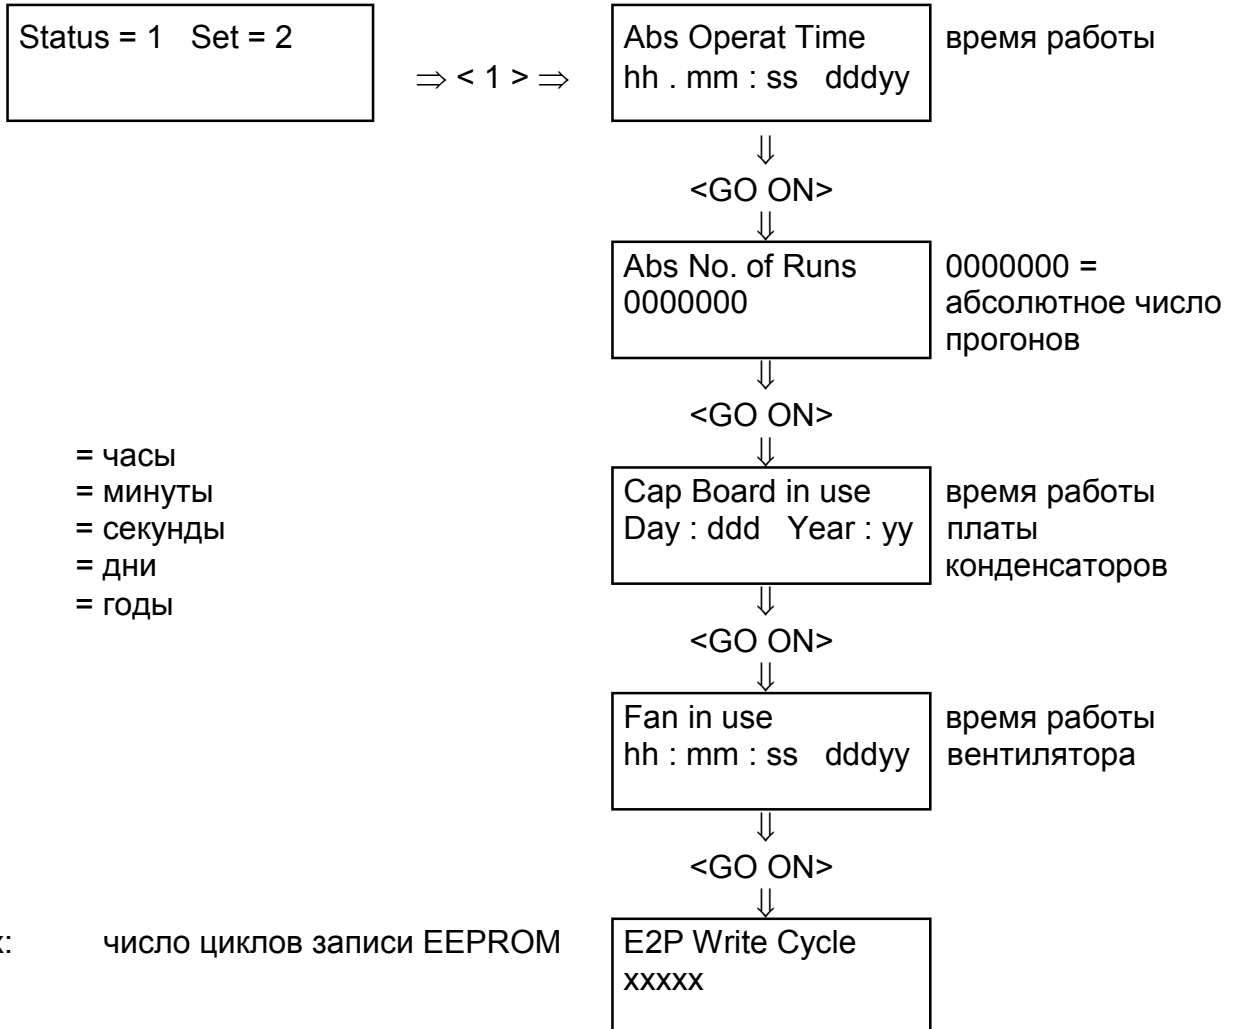 Status = 1 Set = 2
⇒ < 1 > ⇒
Abs Operat Time
hh . mm : ss dddyy
время работы
⇓
<GO ON>
⇓
Abs No. of Runs
0000000
0000000 =
абсолютное число
прогонов
⇓
<GO ON>
⇓
= часы
= минуты
= секунды
= дни
= годы
Cap Board in use
Day : ddd Year : yy
время работы
платы
конденсаторов
⇓
<GO ON>
⇓
Fan in use
hh : mm : ss dddyy
время работы
вентилятора
⇓
<GO ON>
⇓
x: число циклов записи EEPROM
E2P Write Cycle
xxxxx